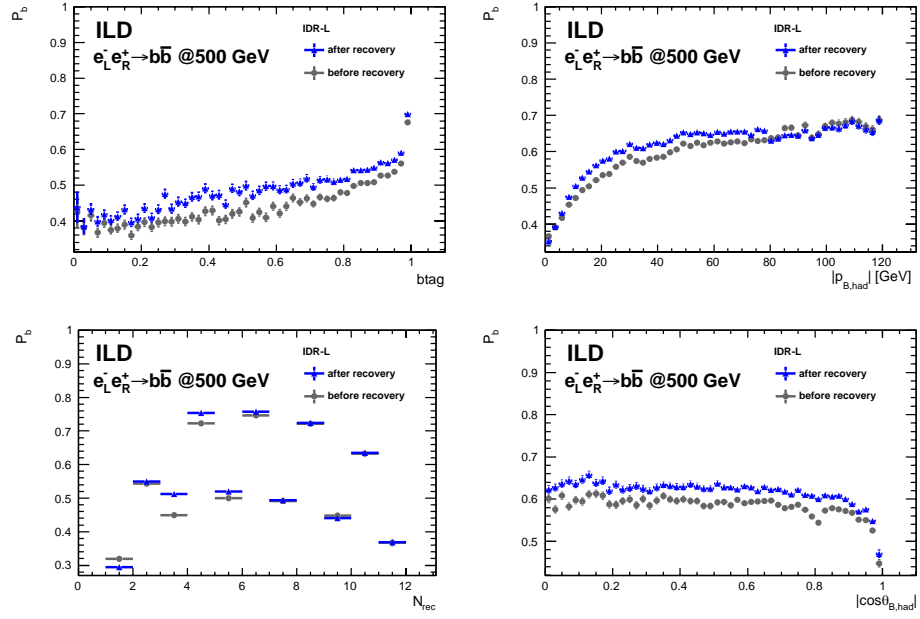 P_b
ILD
e⁻_L e⁺_R→bb̅ @500 GeV
IDR-L
after recovery
before recovery
1
0.9
0.8
0.7
0.6
0.5
0.4
0 0.2 0.4 0.6 0.8 1
btag
P_b
ILD
e⁻_L e⁺_R→bb̅ @500 GeV
IDR-L
after recovery
before recovery
1
0.9
0.8
0.7
0.6
0.5
0.4
0 20 40 60 80 100 120
|p_B,had| [GeV]
P_b
ILD
e⁻_L e⁺_R→bb̅ @500 GeV
IDR-L
after recovery
before recovery
1
0.9
0.8
0.7
0.6
0.5
0.4
0.3
0 2 4 6 8 10 12
N_rec
P_b
ILD
e⁻_L e⁺_R→bb̅ @500 GeV
IDR-L
after recovery
before recovery
1
0.9
0.8
0.7
0.6
0.5
0 0.2 0.4 0.6 0.8 1
|cosθ_B,had|